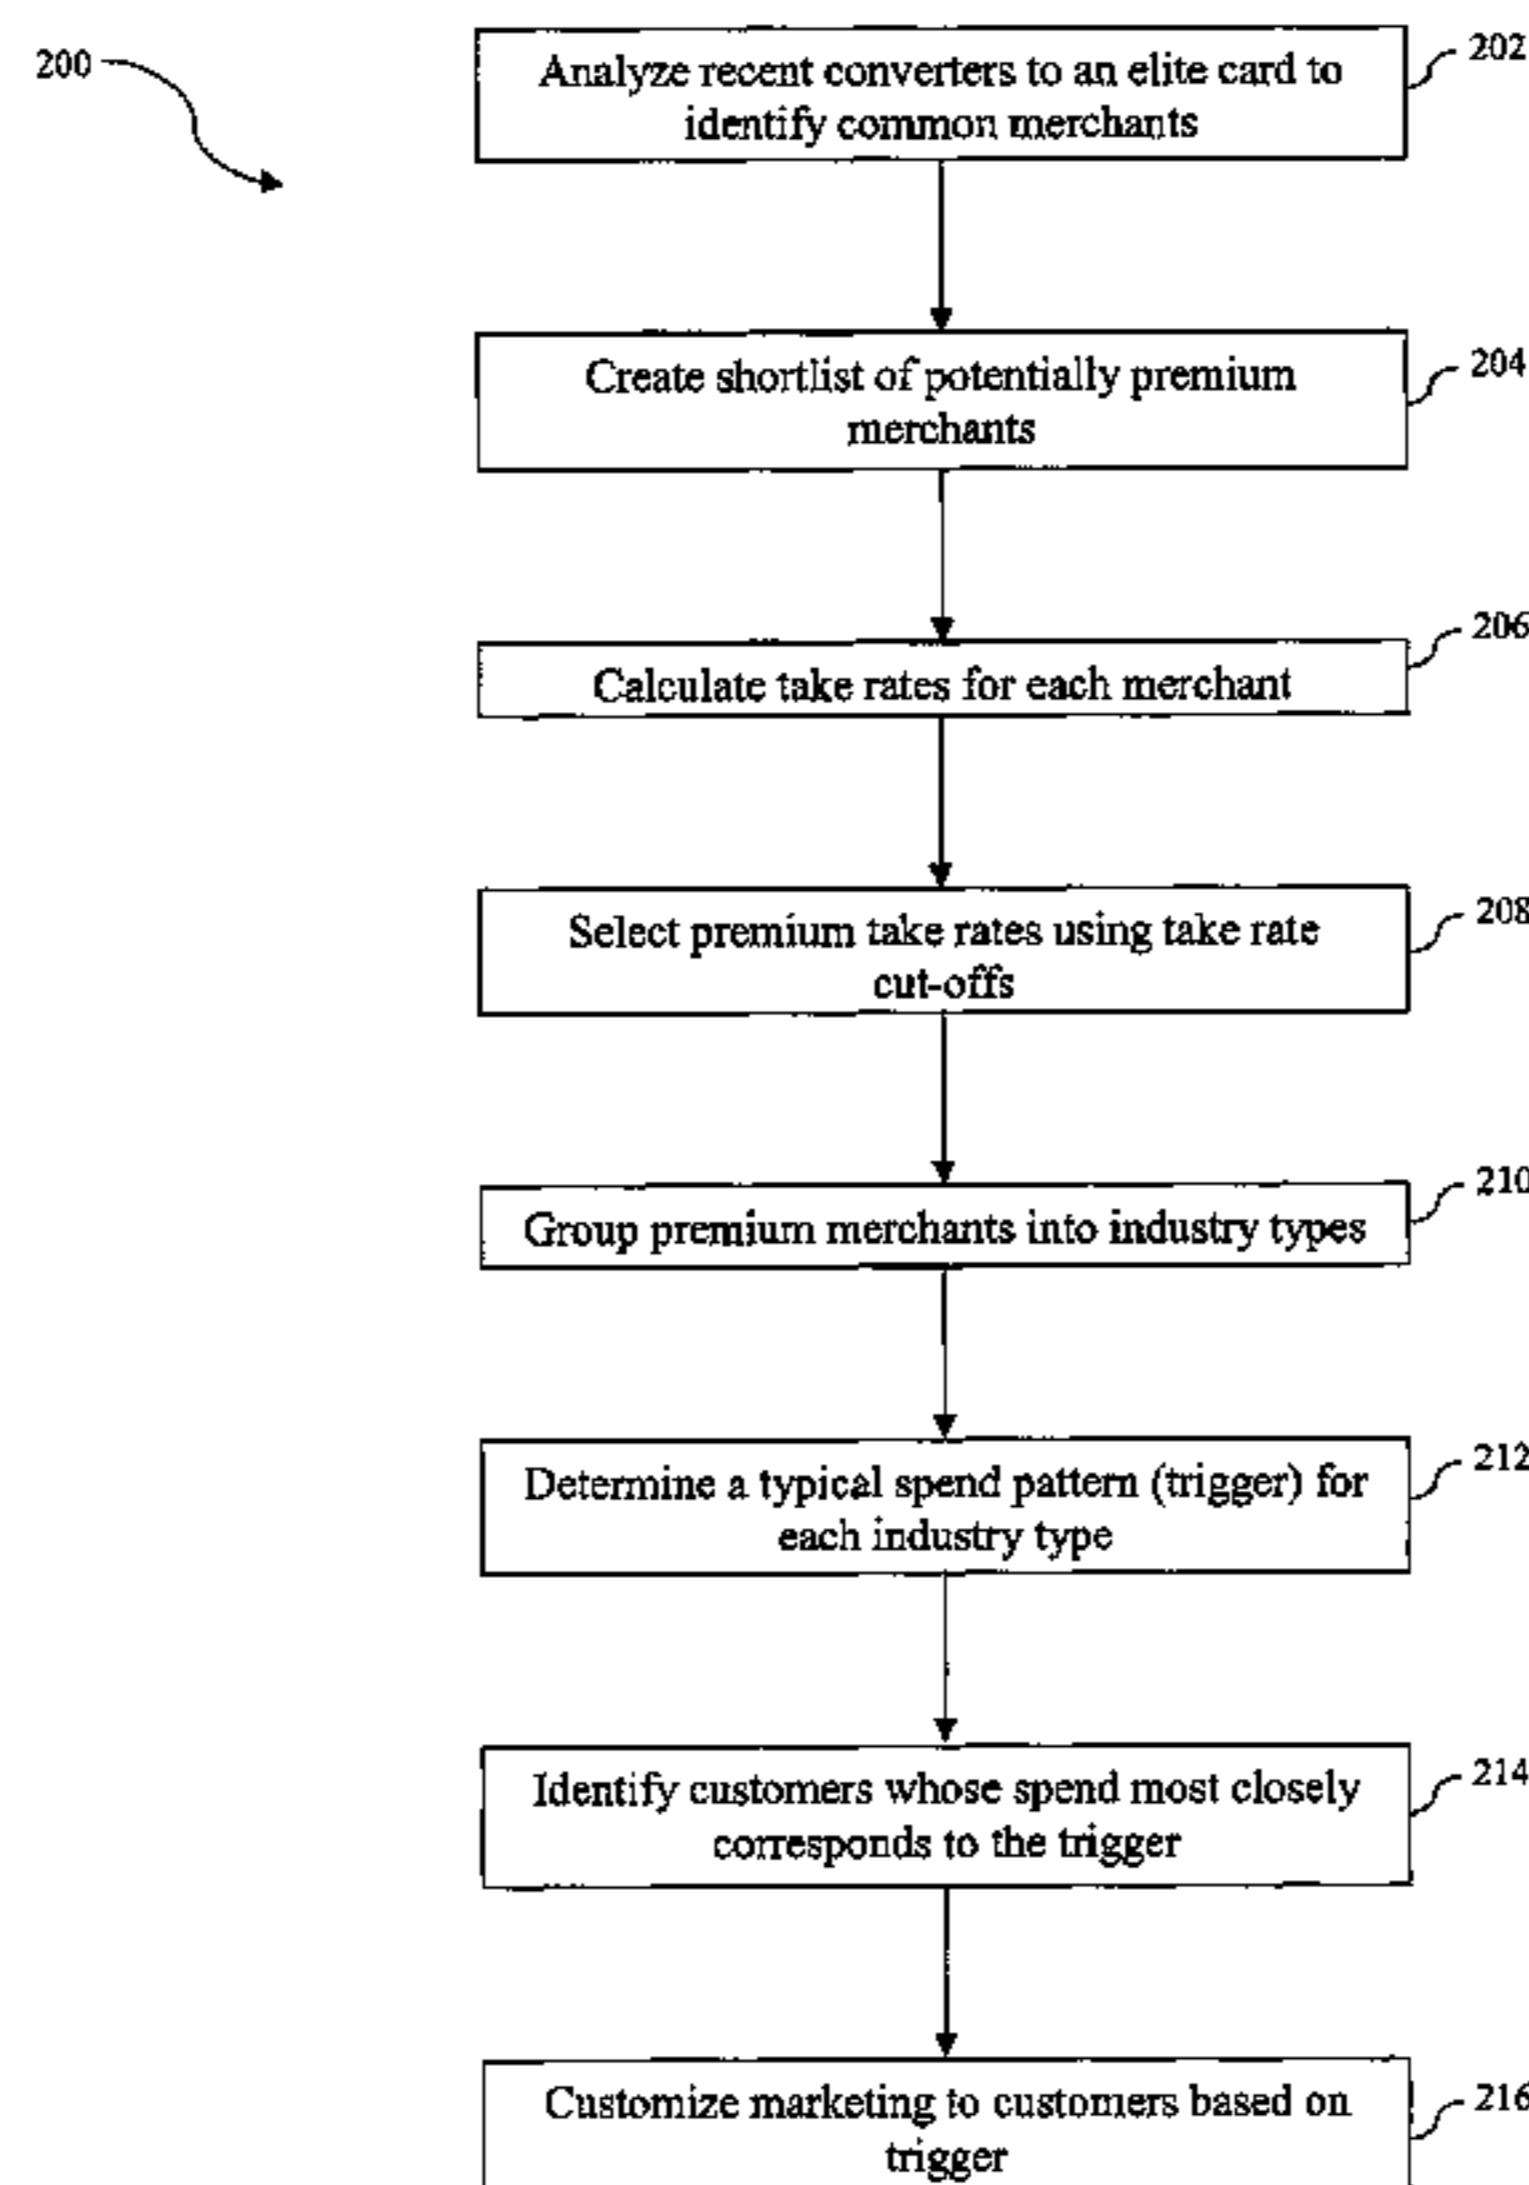 200
202
Analyze recent converters to an elite card to
identify common merchants
204
Create shortlist of potentially premium
merchants
206
Calculate take rates for each merchant
208
Select premium take rates using take rate
cut-offs
210
Group premium merchants into industry types
212
Determine a typical spend pattern (trigger) for
each industry type
214
Identify customers whose spend most closely
corresponds to the trigger
216
Customize marketing to customers based on
trigger